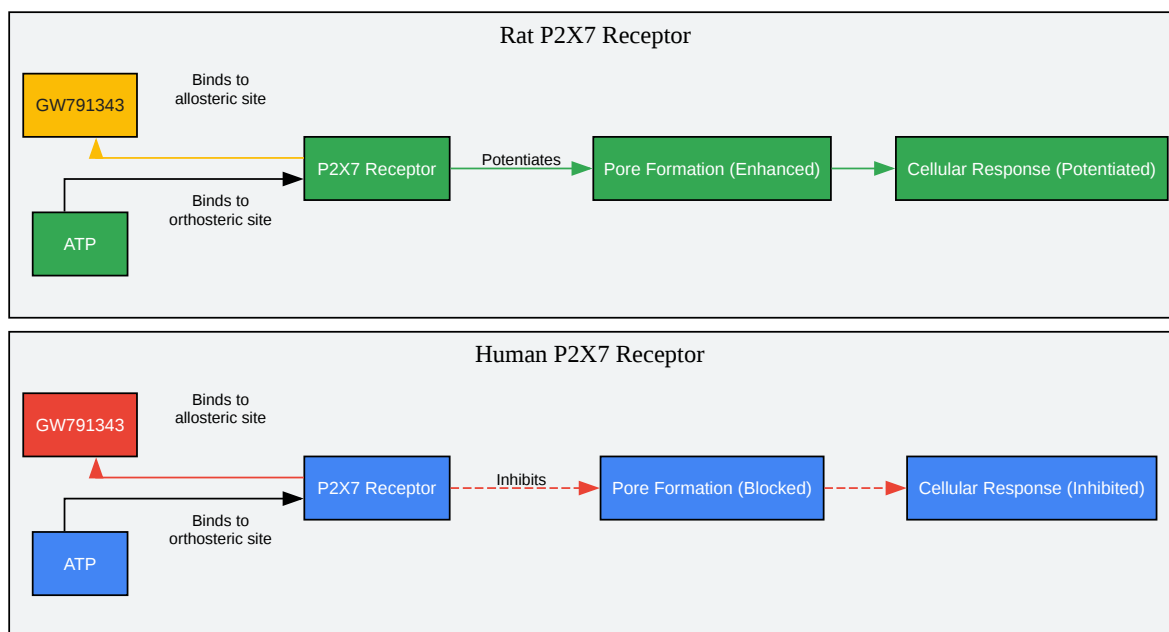 Rat P2X7 Receptor
GW791343
Binds to
allosteric site
P2X7 Receptor
Potentiates
Pore Formation (Enhanced)
Cellular Response (Potentiated)
Binds to
orthosteric site
ATP
Human P2X7 Receptor
GW791343
Binds to
allosteric site
P2X7 Receptor
Inhibits
Pore Formation (Blocked)
Cellular Response (Inhibited)
Binds to
orthosteric site
ATP